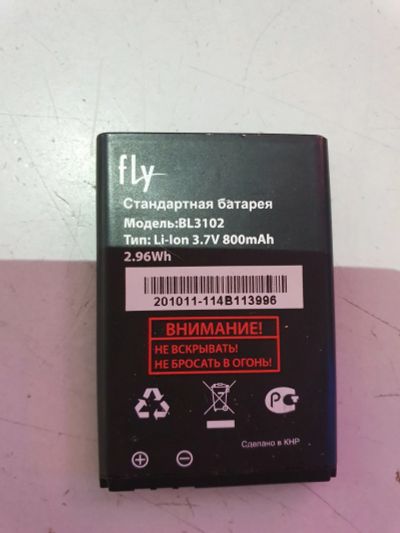 fly
Стандартная батарея
Модель:BL3102
Тип: Li-Ion 3.7V 800mAh
2.96Wh
201011-114B113996
ВНИМАНИЕ!
НЕ ВСКРЫВАТЬ!
НЕ БРОСАТЬ В ОГОНЬ!
Сделано в КНР